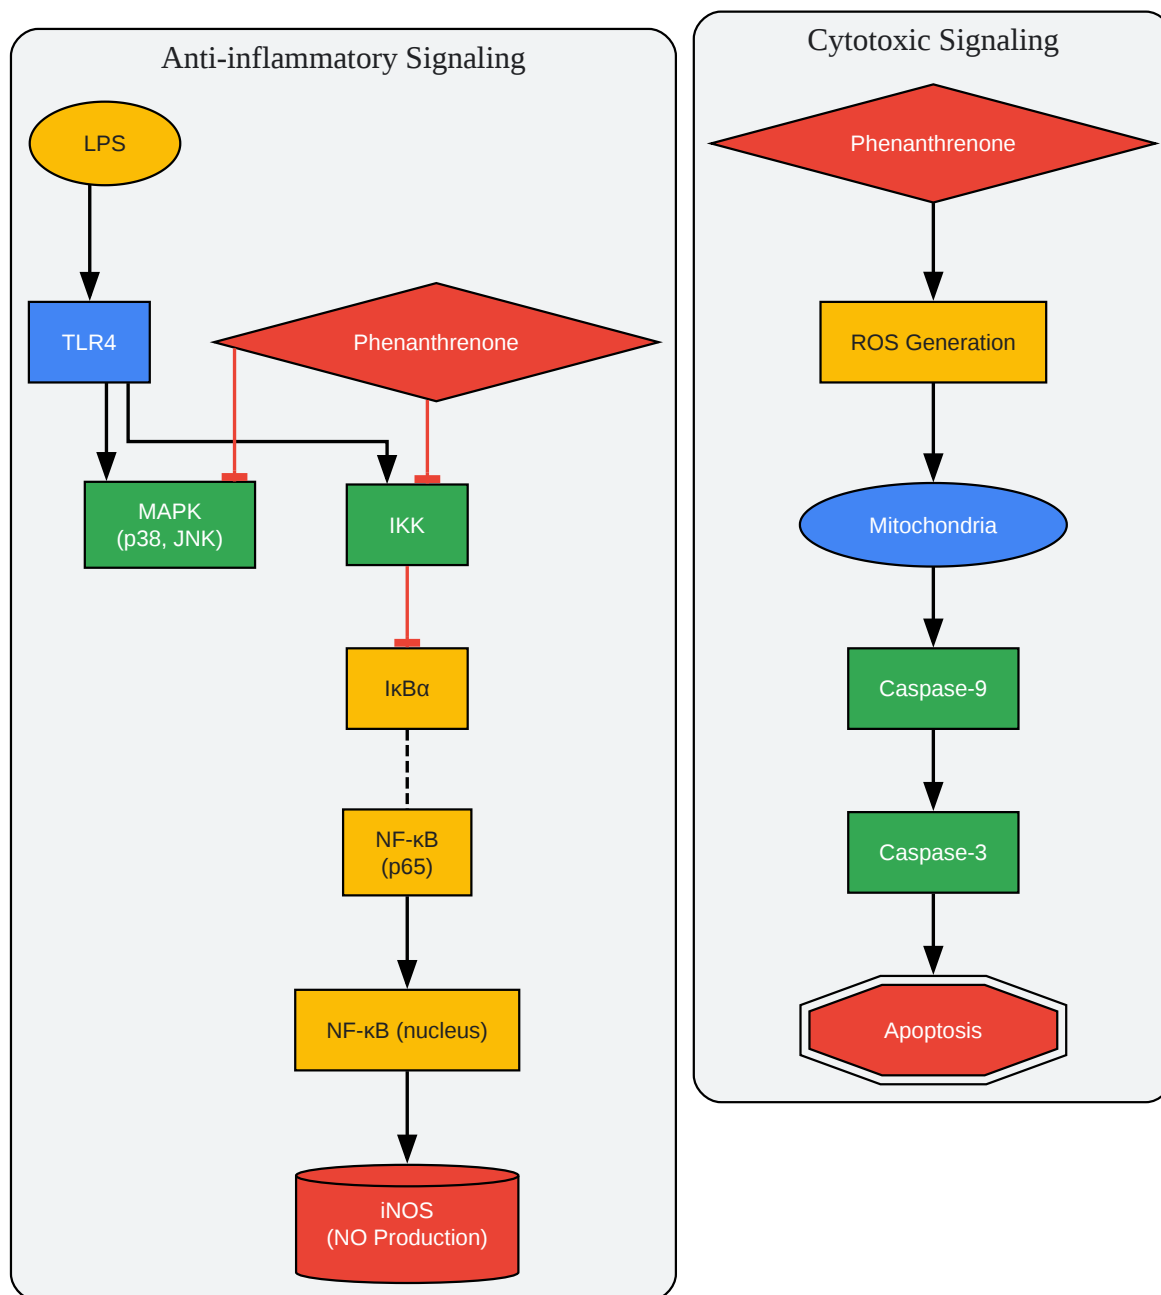 Anti-inflammatory Signaling
LPS
TLR4
Phenanthrenone
MAPK
(p38, JNK)
IKK
IκBα
NF-κB
(p65)
NF-κB (nucleus)
iNOS
(NO Production)
Cytotoxic Signaling
Phenanthrenone
ROS Generation
Mitochondria
Caspase-9
Caspase-3
Apoptosis